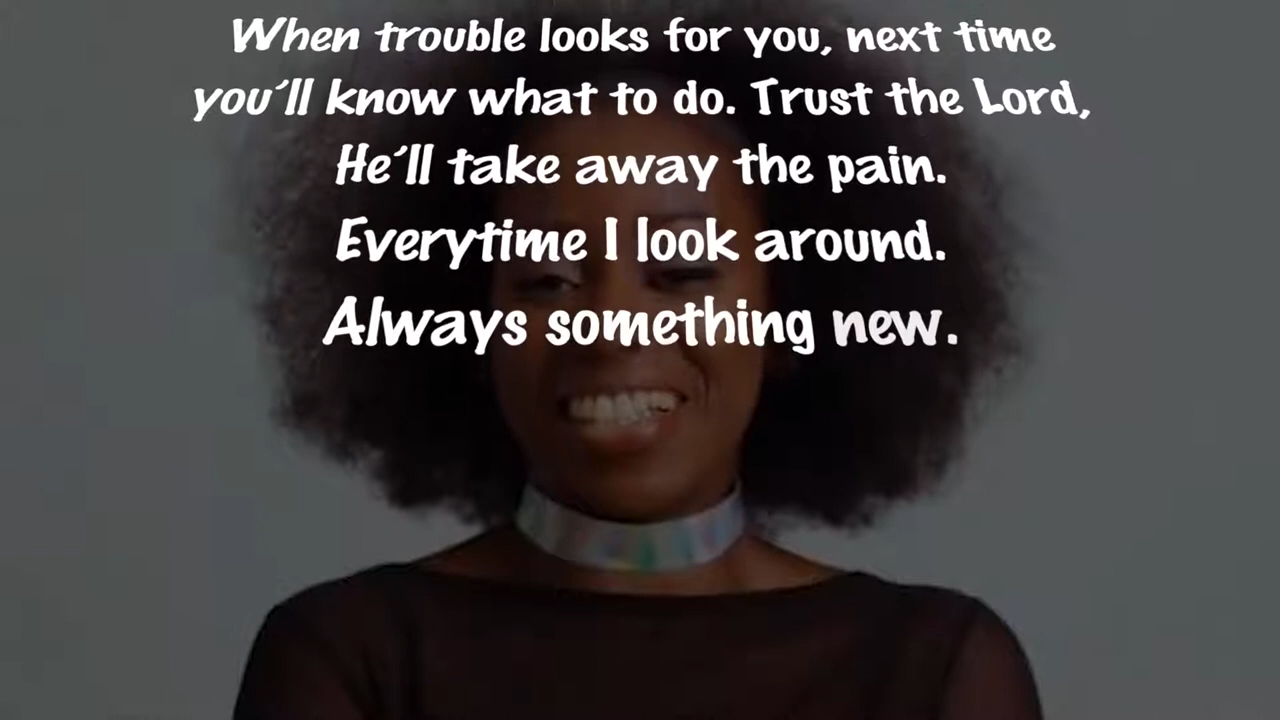 When trouble looks for you, next time
you´ll know what to do. Trust the Lord,
He´ll take away the pain.
Everytime I look around.
Always something new.